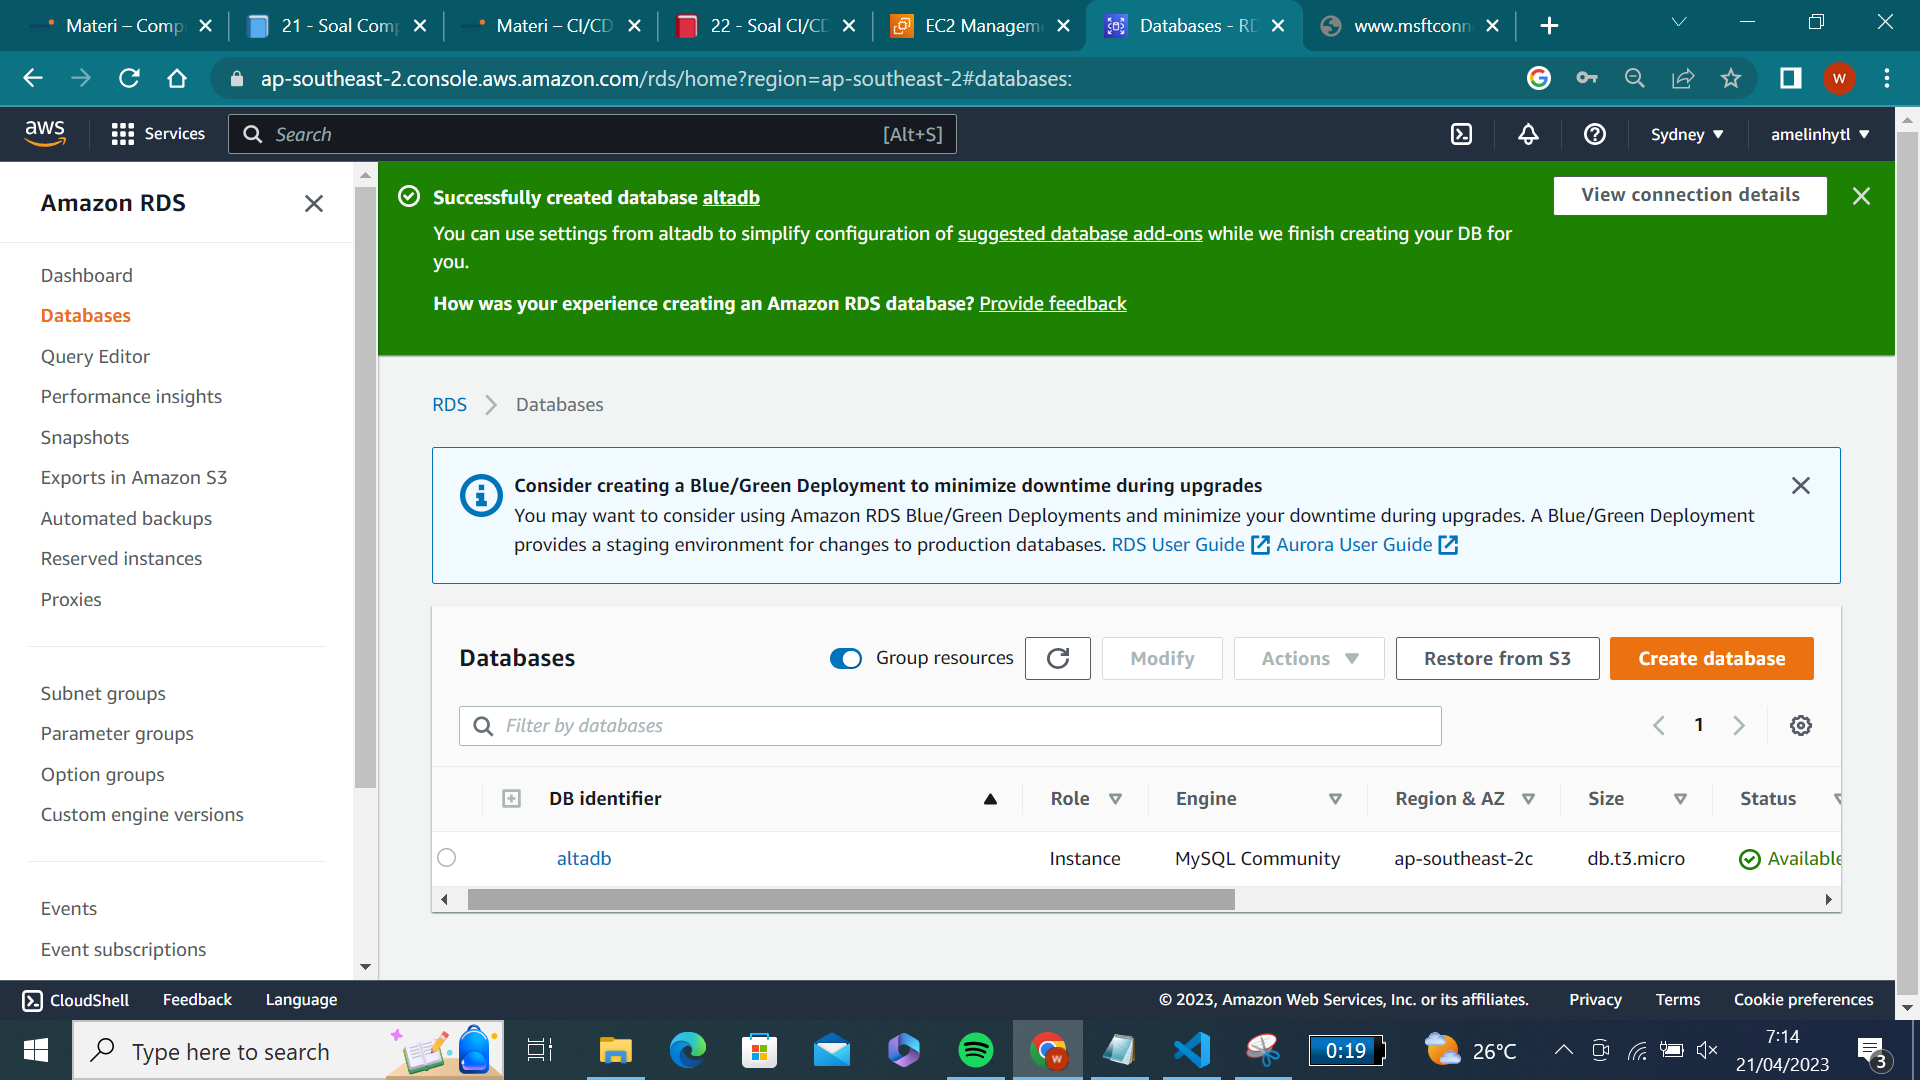 Materi – Comp
21 - Soal Comp
Materi – CI/CD
22 - Soal CI/CD
EC2 Managem
Databases - RD
www.msftconn
ap-southeast-2.console.aws.amazon.com/rds/home?region=ap-southeast-2#databases:
W
aws
Services
Search
[Alt+S]
Sydney
amelinhytl
Amazon RDS
Dashboard
Databases
Query Editor
Performance insights
Snapshots
Exports in Amazon S3
Automated backups
Reserved instances
Proxies
Subnet groups
Parameter groups
Option groups
Custom engine versions
Events
Event subscriptions
Successfully created database altadb
View connection details
You can use settings from altadb to simplify configuration of suggested database add-ons while we finish creating your DB for
you.
How was your experience creating an Amazon RDS database? Provide feedback
RDS
Databases
Consider creating a Blue/Green Deployment to minimize downtime during upgrades
You may want to consider using Amazon RDS Blue/Green Deployments and minimize your downtime during upgrades. A Blue/Green Deployment
provides a staging environment for changes to production databases. RDS User Guide Aurora User Guide
Databases
Group resources
Modify
Actions
Restore from S3
Create database
Filter by databases
1
DB identifier
Role
Engine
Region & AZ
Size
Status
altadb
Instance
MySQL Community
ap-southeast-2c
db.t3.micro
Available
CloudShell
Feedback
Language
© 2023, Amazon Web Services, Inc. or its affiliates.
Privacy
Terms
Cookie preferences
Type here to search
W
0:19
26°C
7:14
21/04/2023
3